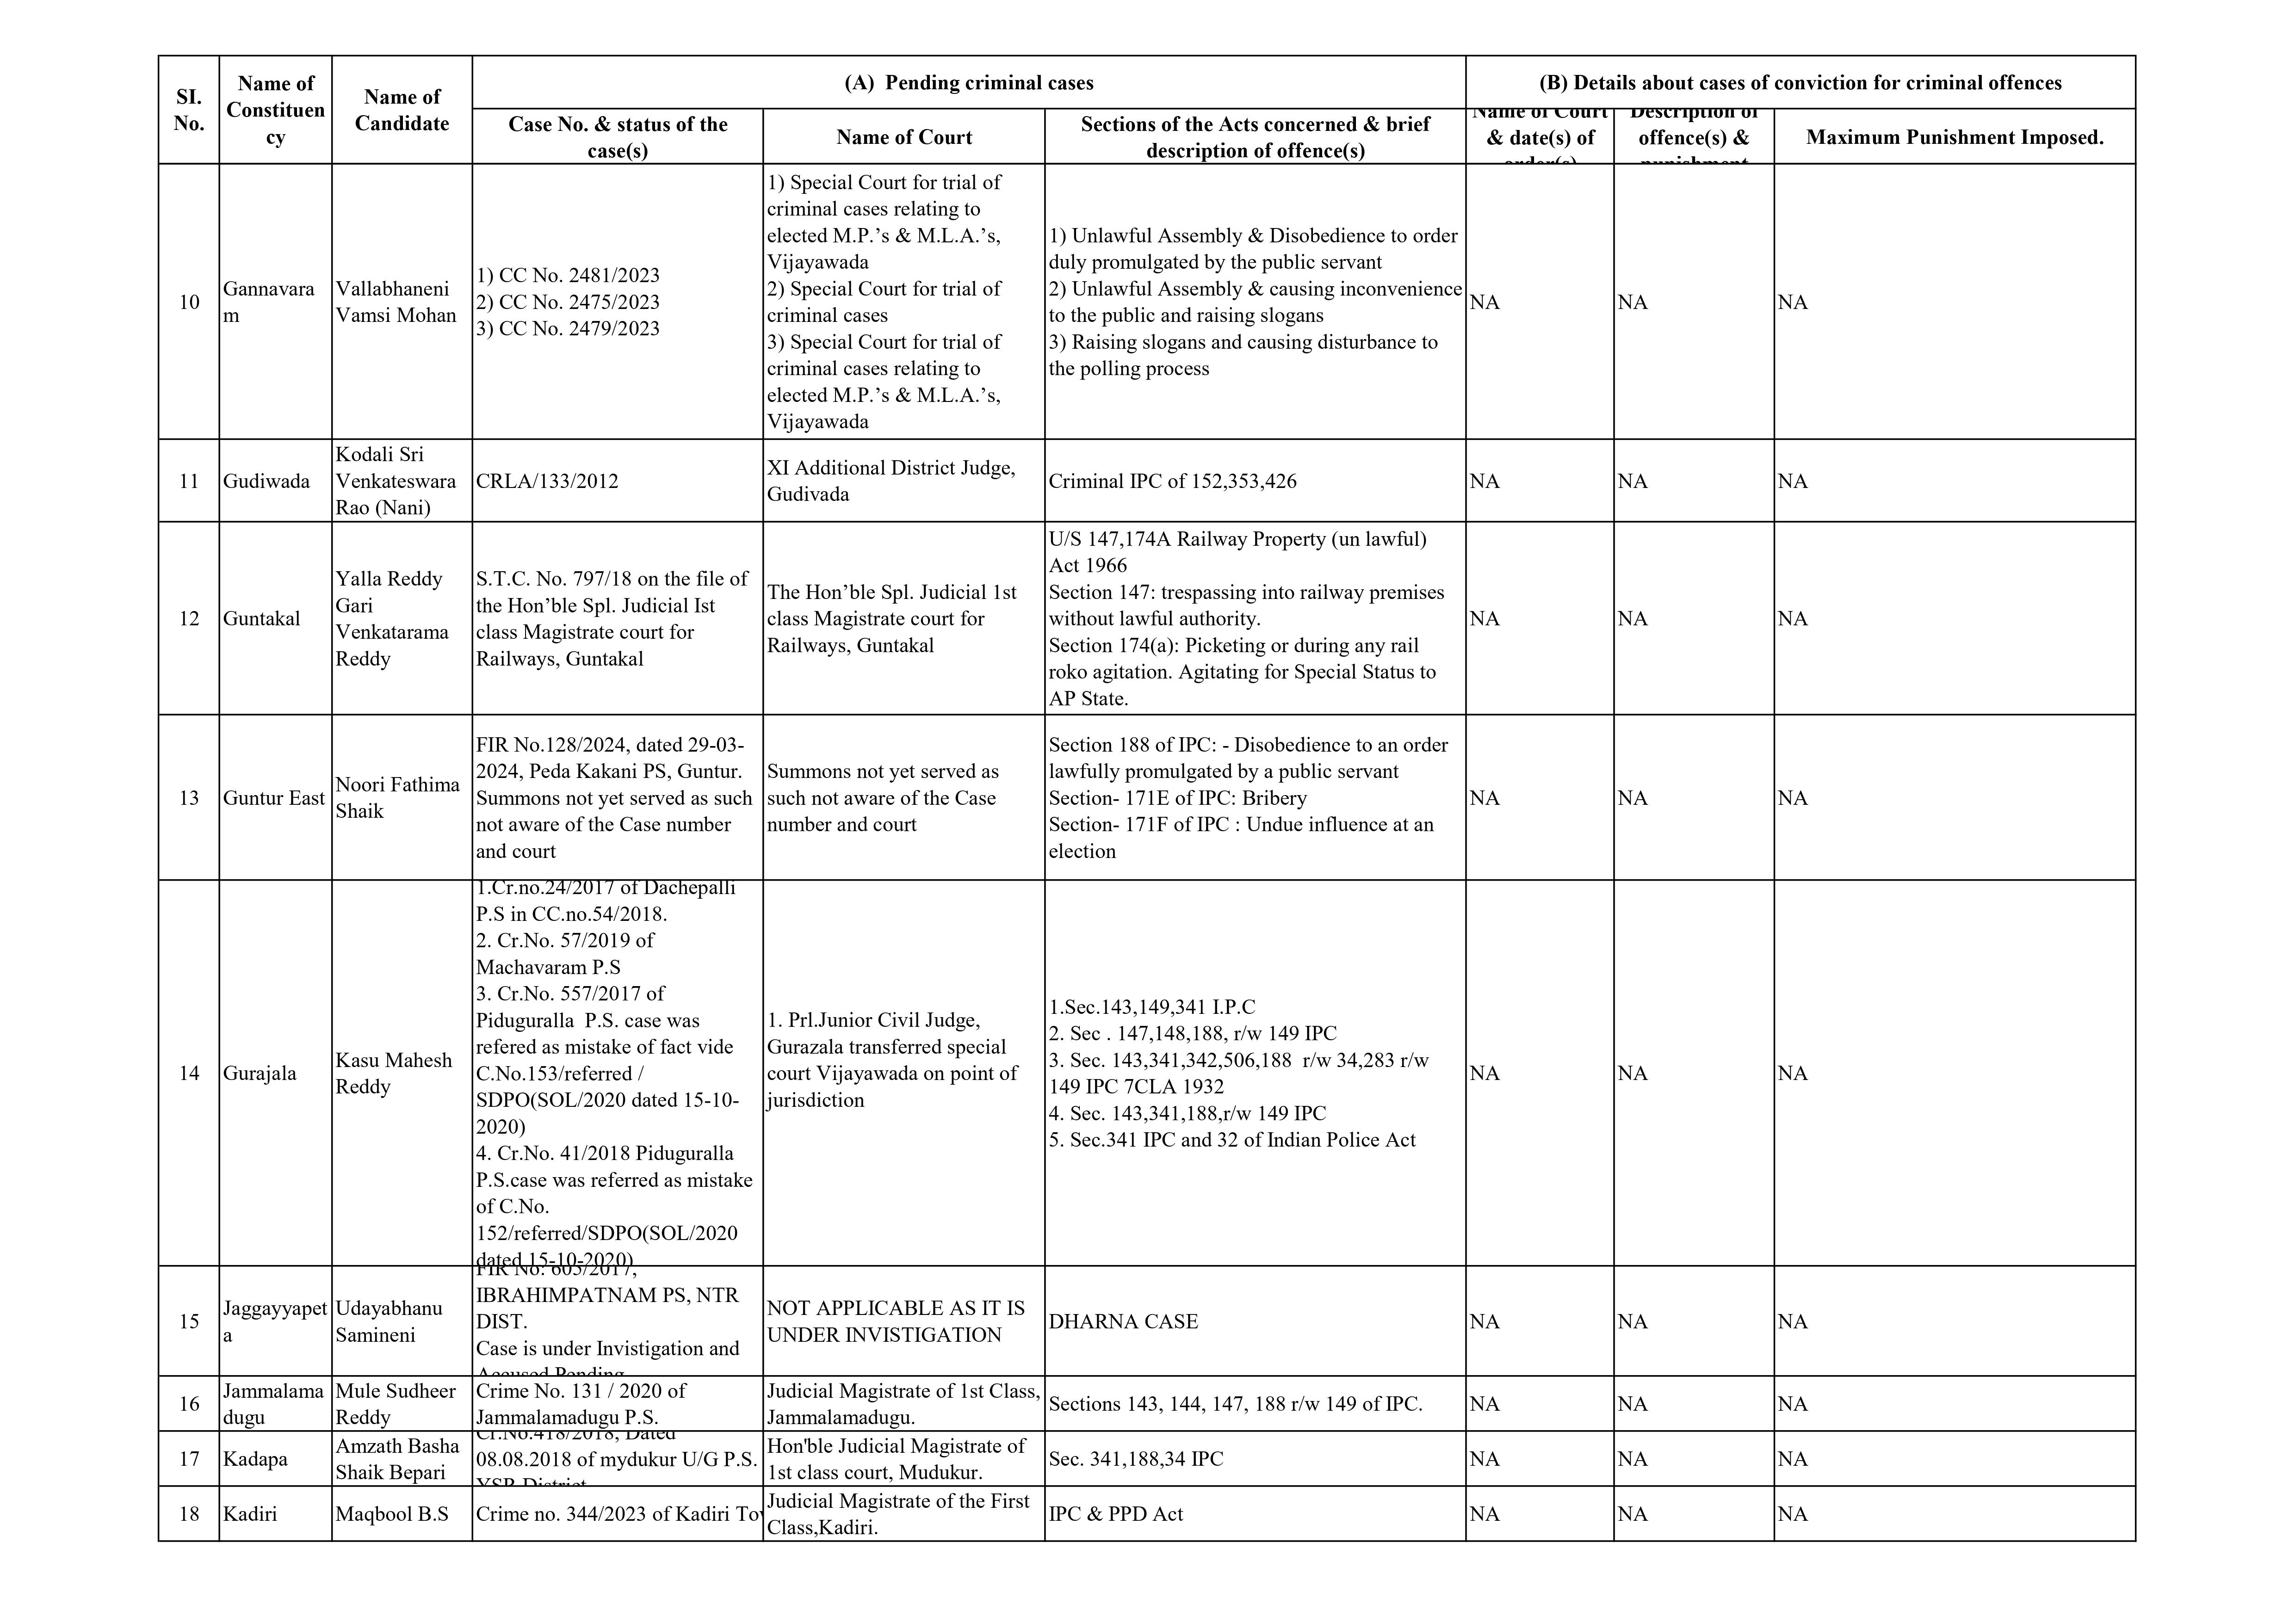 SI.
No.
Name of
Constituen
cy
Name of
Candidate
(A)  Pending criminal cases
(B) Details about cases of conviction for criminal offences
Case No. & status of the
case(s)
Name of Court
Sections of the Acts concerned & brief
description of offence(s)
Name of Court
& date(s) of
order(s)
Description of
offence(s) &
punishment
Maximum Punishment Imposed.
10
Gannavara
m
Vallabhaneni
Vamsi Mohan
1) CC No. 2481/2023
2) CC No. 2475/2023
3) CC No. 2479/2023
1) Special Court for trial of
criminal cases relating to
elected M.P.’s & M.L.A.’s,
Vijayawada
2) Special Court for trial of
criminal cases
3) Special Court for trial of
criminal cases relating to
elected M.P.’s & M.L.A.’s,
Vijayawada
1) Unlawful Assembly & Disobedience to order
duly promulgated by the public servant
2) Unlawful Assembly & causing inconvenience
to the public and raising slogans
3) Raising slogans and causing disturbance to
the polling process
NA
NA
NA
11
Gudiwada
Kodali Sri
Venkateswara
Rao (Nani)
CRLA/133/2012
XI Additional District Judge,
Gudivada
Criminal IPC of 152,353,426
NA
NA
NA
12
Guntakal
Yalla Reddy
Gari
Venkatarama
Reddy
S.T.C. No. 797/18 on the file of
the Hon’ble Spl. Judicial Ist
class Magistrate court for
Railways, Guntakal
The Hon’ble Spl. Judicial 1st
class Magistrate court for
Railways, Guntakal
U/S 147,174A Railway Property (un lawful)
Act 1966
Section 147: trespassing into railway premises
without lawful authority.
Section 174(a): Picketing or during any rail
roko agitation. Agitating for Special Status to
AP State.
NA
NA
NA
13
Guntur East
Noori Fathima
Shaik
FIR No.128/2024, dated 29-03-
2024, Peda Kakani PS, Guntur.
Summons not yet served as such
not aware of the Case number
and court
Summons not yet served as
such not aware of the Case
number and court
Section 188 of IPC: - Disobedience to an order
lawfully promulgated by a public servant
Section- 171E of IPC: Bribery
Section- 171F of IPC : Undue influence at an
election
NA
NA
NA
14
Gurajala
Kasu Mahesh
Reddy
1.Cr.no.24/2017 of Dachepalli
P.S in CC.no.54/2018.
2. Cr.No. 57/2019 of
Machavaram P.S
3. Cr.No. 557/2017 of
Piduguralla  P.S. case was
refered as mistake of fact vide
C.No.153/referred /
SDPO(SOL/2020 dated 15-10-
2020)
4. Cr.No. 41/2018 Piduguralla
P.S.case was referred as mistake
of C.No.
152/referred/SDPO(SOL/2020
dated 15-10-2020)
1. Prl.Junior Civil Judge,
Gurazala transferred special
court Vijayawada on point of
jurisdiction
1.Sec.143,149,341 I.P.C
2. Sec . 147,148,188, r/w 149 IPC
3. Sec. 143,341,342,506,188  r/w 34,283 r/w
149 IPC 7CLA 1932
4. Sec. 143,341,188,r/w 149 IPC
5. Sec.341 IPC and 32 of Indian Police Act
NA
NA
NA
15
Jaggayyapet
a
Udayabhanu
Samineni
FIR No: 605/2017,
IBRAHIMPATNAM PS, NTR
DIST.
Case is under Invistigation and
Accused Pending
NOT APPLICABLE AS IT IS
UNDER INVISTIGATION
DHARNA CASE
NA
NA
NA
16
Jammalama
dugu
Mule Sudheer
Reddy
Crime No. 131 / 2020 of
Jammalamadugu P.S.
Judicial Magistrate of 1st Class,
Jammalamadugu.
Sections 143, 144, 147, 188 r/w 149 of IPC.
NA
NA
NA
17
Kadapa
Amzath Basha
Shaik Bepari
Cr.No.418/2018, Dated
08.08.2018 of mydukur U/G P.S.
YSR District
Hon'ble Judicial Magistrate of
1st class court, Mudukur.
Sec. 341,188,34 IPC
NA
NA
NA
18
Kadiri
Maqbool B.S
Crime no. 344/2023 of Kadiri
Judicial Magistrate of the First
Class,Kadiri.
IPC & PPD Act
NA
NA
NA